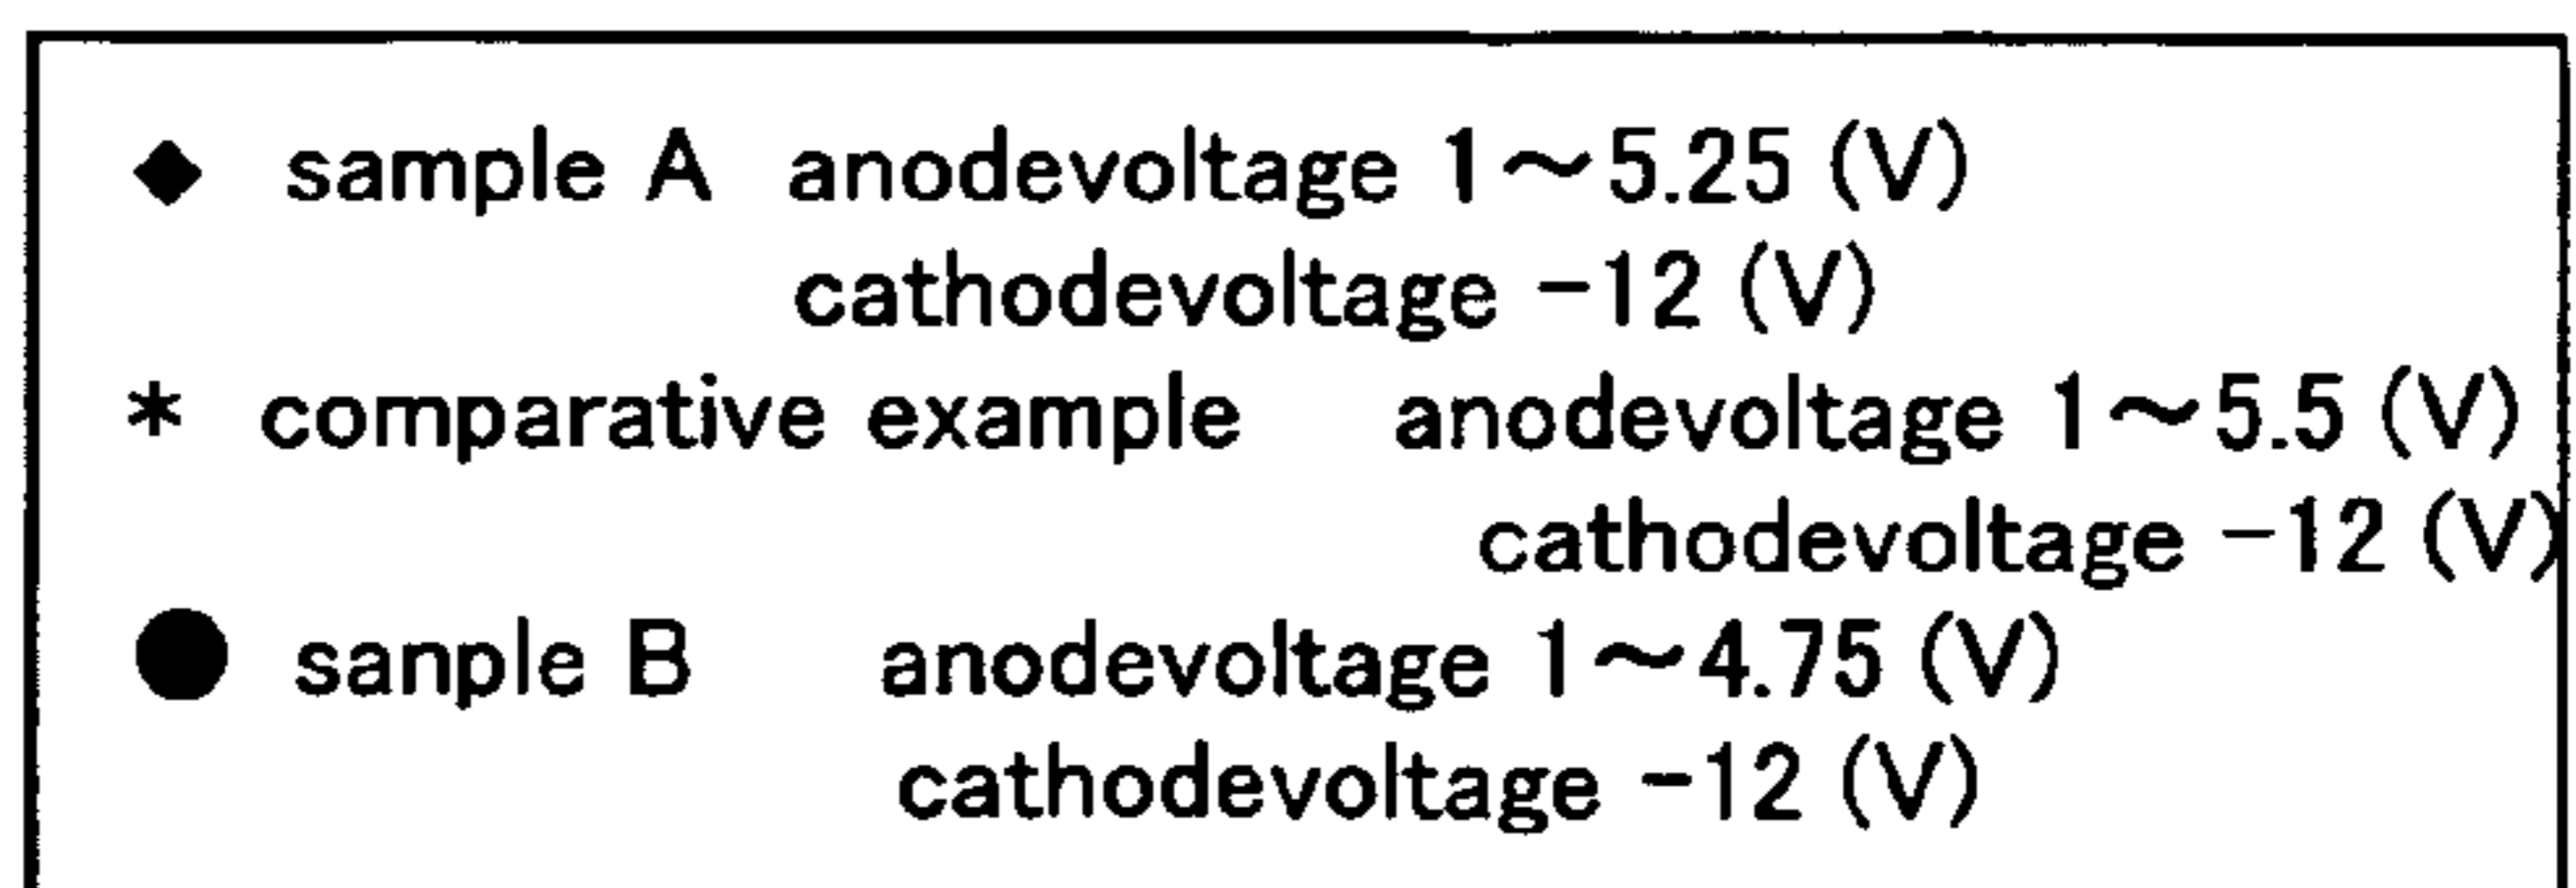 ◆ sample A anodevoltage 1～5.25 (V)
cathodevoltage -12 (V)
* comparative example anodevoltage 1～5.5 (V)
cathodevoltage -12 (V)
● sanple B anodevoltage 1～4.75 (V)
cathodevoltage -12 (V)